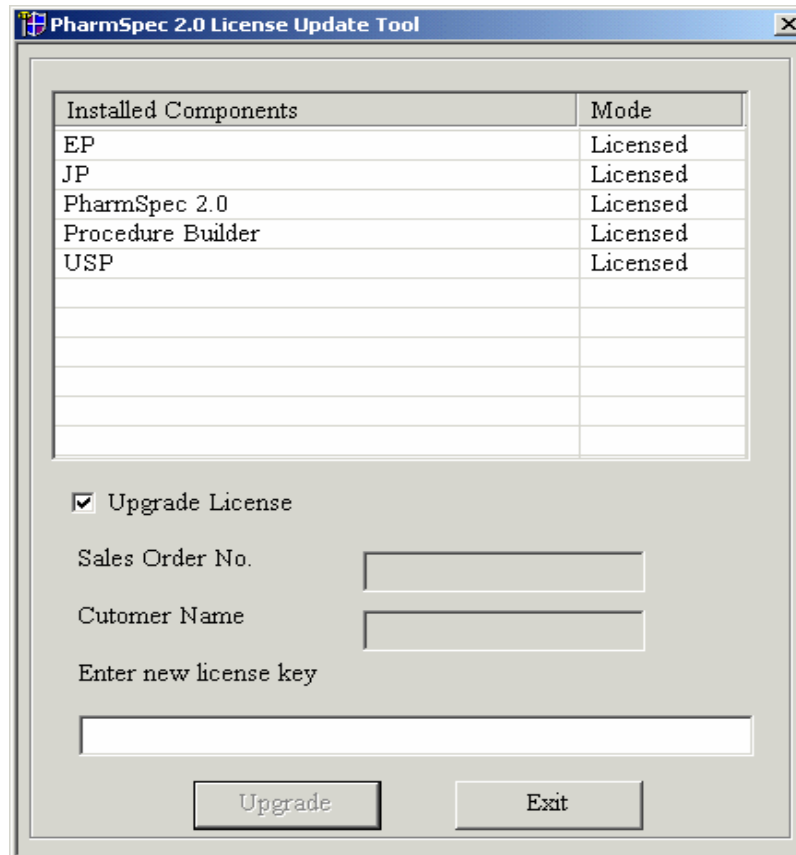 PharmSpec 2.0 License Update Tool
Installed Components Mode
EP Licensed
JP Licensed
PharmSpec 2.0 Licensed
Procedure Builder Licensed
USP Licensed
Upgrade License
Sales Order No.
Cutomer Name
Enter new license key
Upgrade Exit